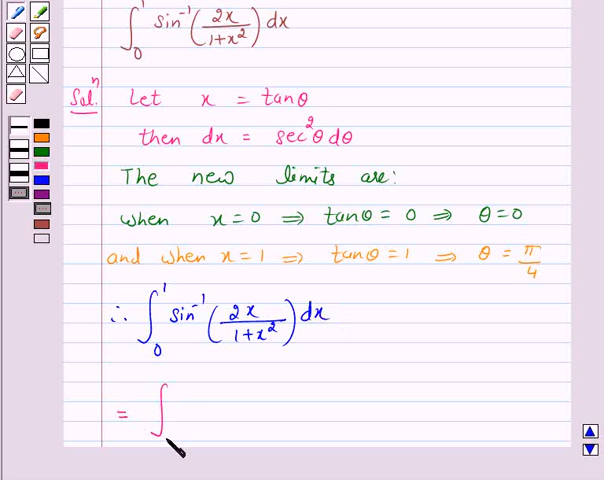 ∫₀¹ sin⁻¹(2x/(1+x²)) dx
Solⁿ. Let x = tanθ
then dx = sec²θ dθ
The new limits are:
when x=0 ⇒ tanθ = 0 ⇒ θ=0
and when x=1 ⇒ tanθ=1 ⇒ θ = π/4
∴ ∫₀¹ sin⁻¹(2x/(1+x²)) dx
= ∫